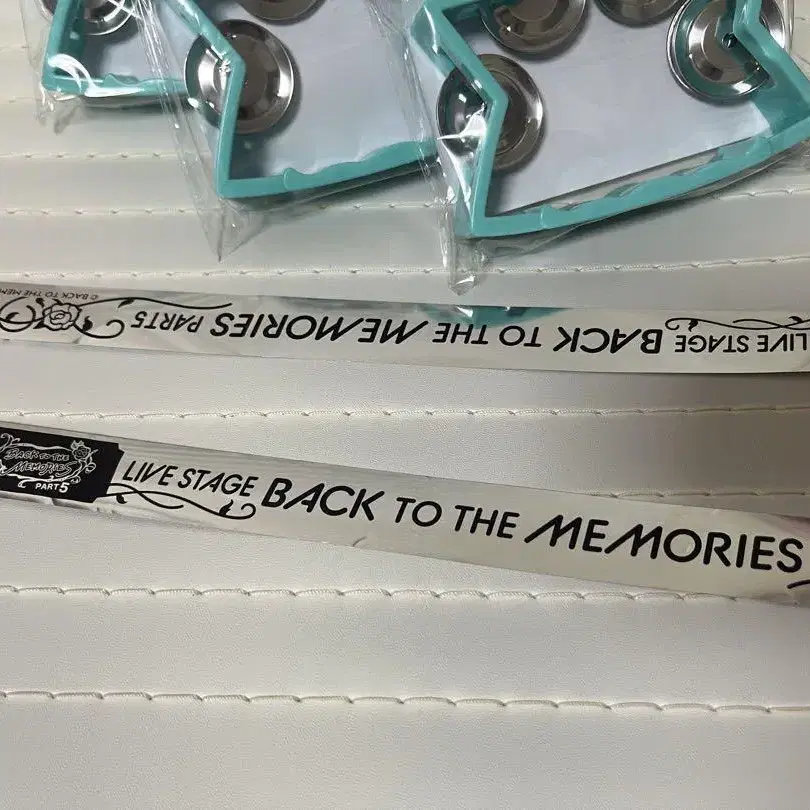 © BACK TO THE MEM
LIVE STAGE BACK TO THE MEMORIES PART5
BACK TO THE
MEMORIES
PART5
LIVE STAGE BACK TO THE MEMORIES